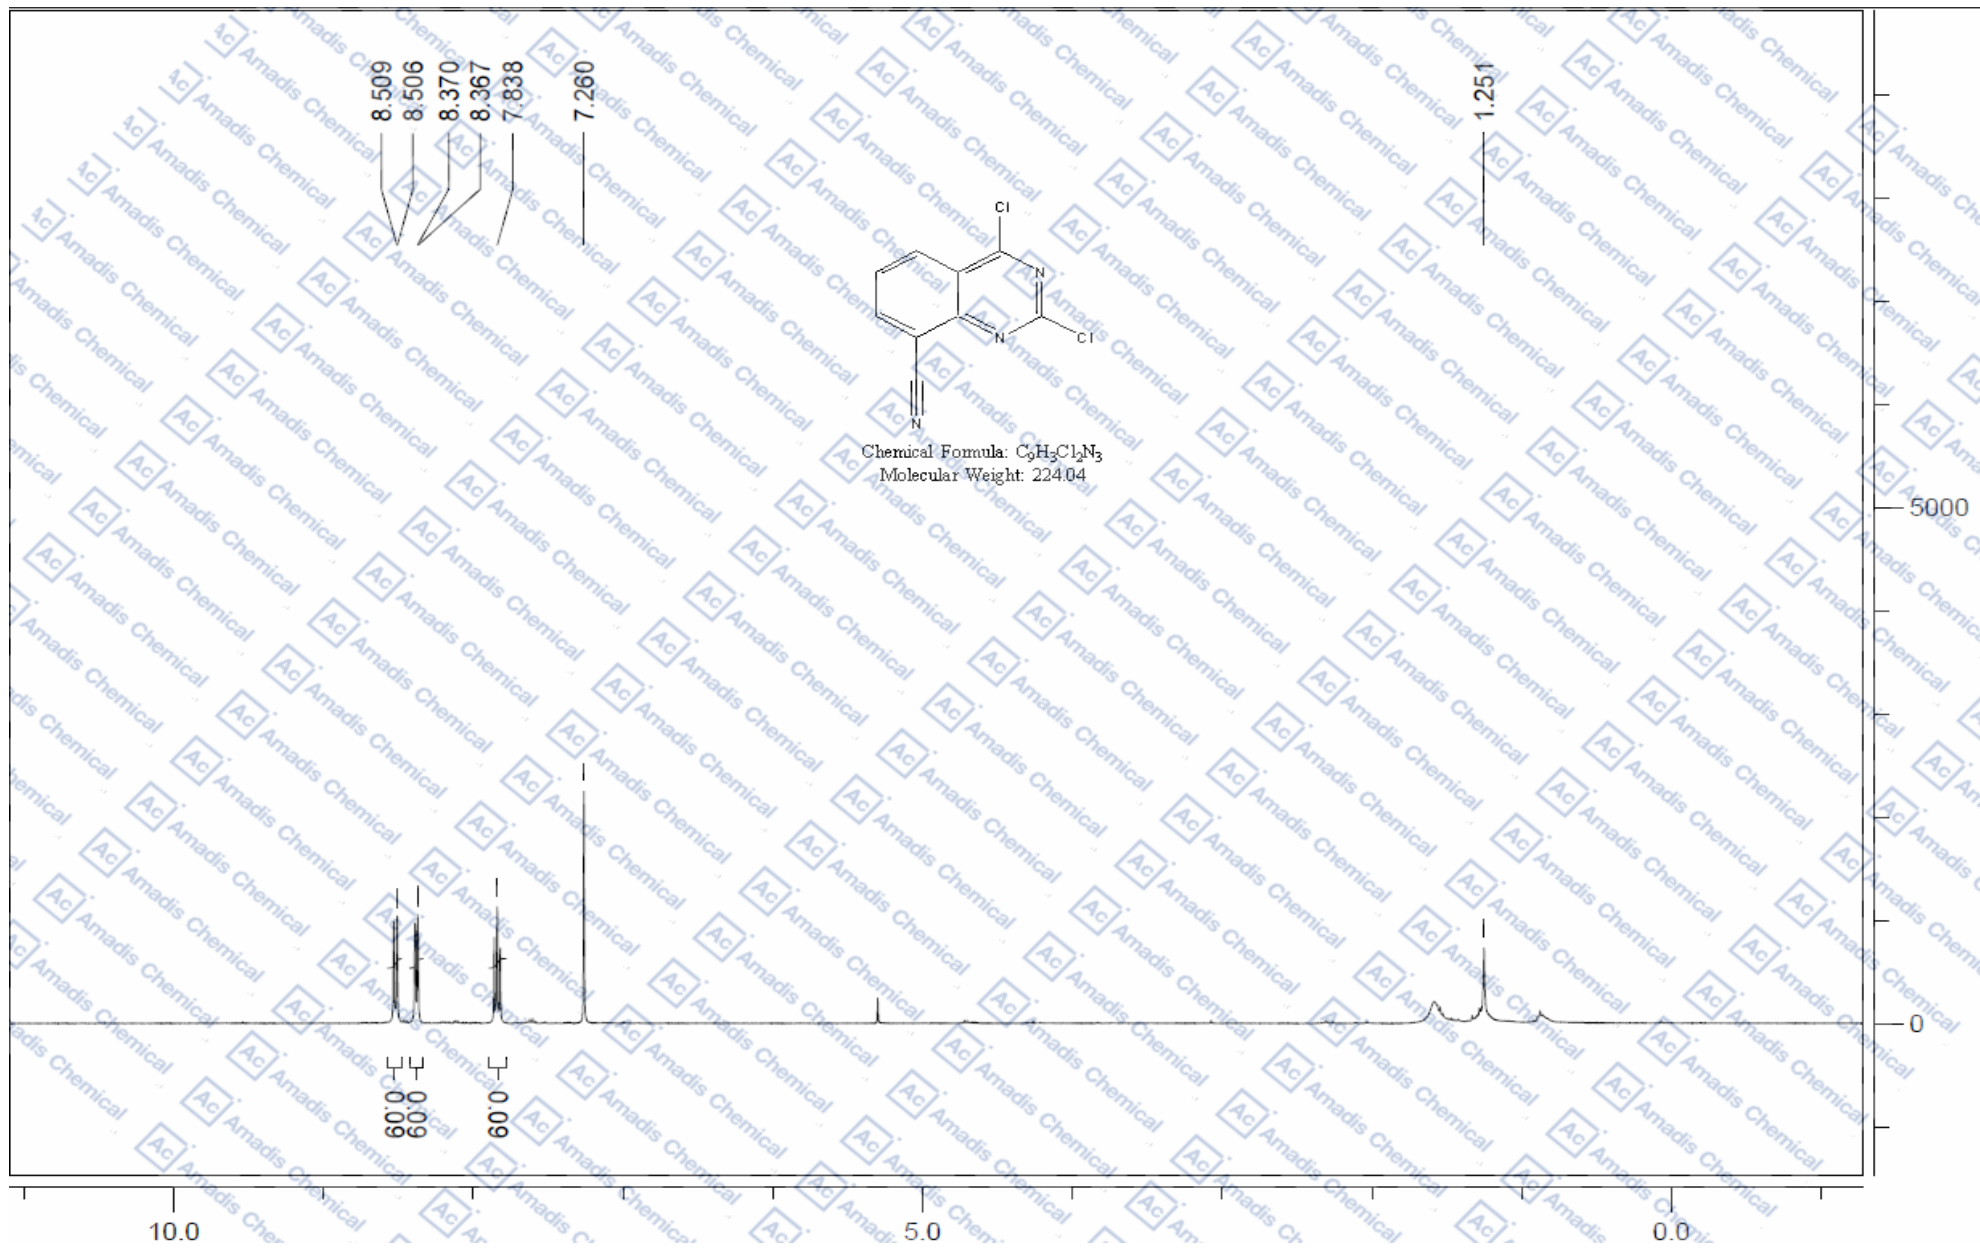 8.509
8.506
8.370
8.367
7.838
7.260
1.251
Cl
N
N
Cl
N
Chemical Formula: C₉H₃Cl₂N₃
Molecular Weight: 224.04
5000
0
0.09
0.09
0.09
10.0
5.0
0.0
Ac Amadis Chemical